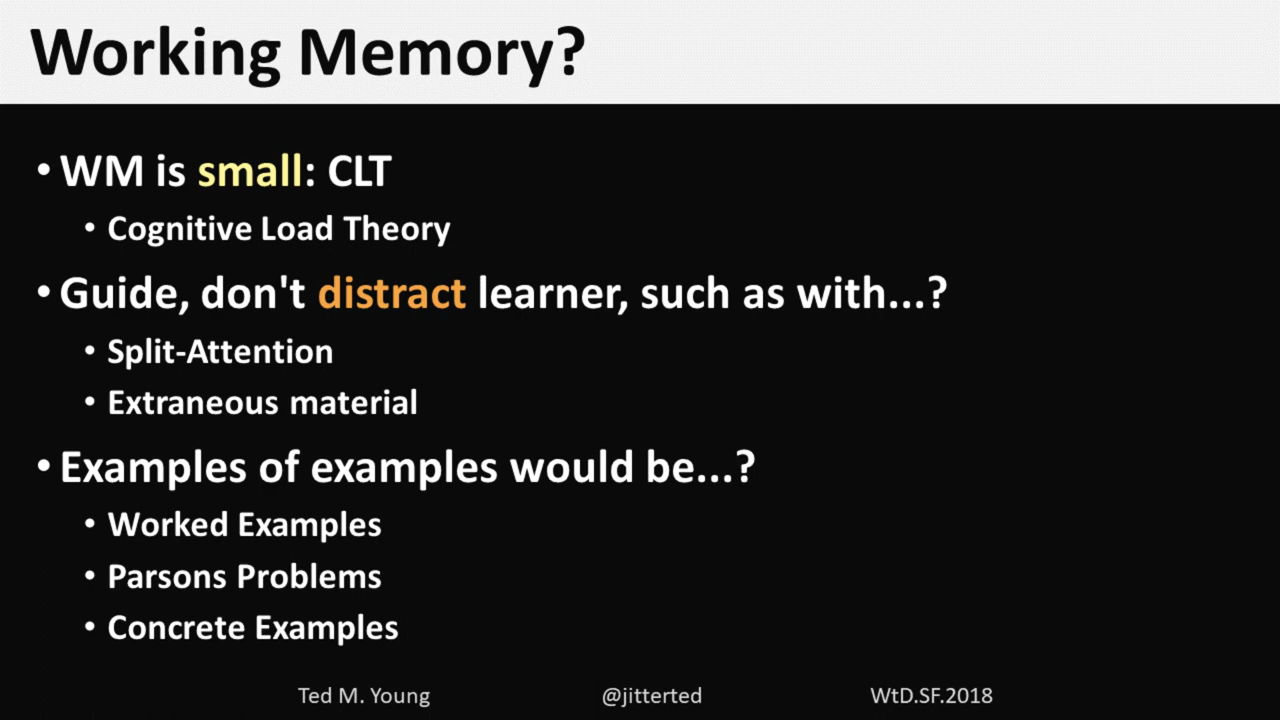 Working Memory?
• WM is small: CLT
• Cognitive Load Theory
• Guide, don't distract learner, such as with...?
• Split-Attention
• Extraneous material
• Examples of examples would be...?
• Worked Examples
• Parsons Problems
• Concrete Examples
Ted M. Young @jitterted WtD.SF.2018